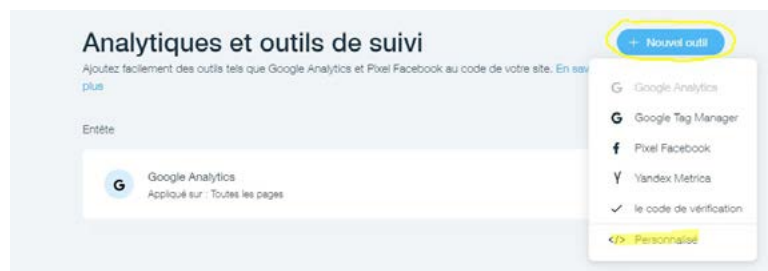 Analytiques et outils de suivi
+ Nouvel outil
Ajoutez facilement des outils tels que Google Analytics et Pixel Facebook au code de votre site. En sav
plus
Entête
G Google Analytics
Appliqué sur : Toutes les pages
G Google Analytics
G Google Tag Manager
f Pixel Facebook
Y Yandex Metrica
le code de vérification
</> Personnalisé